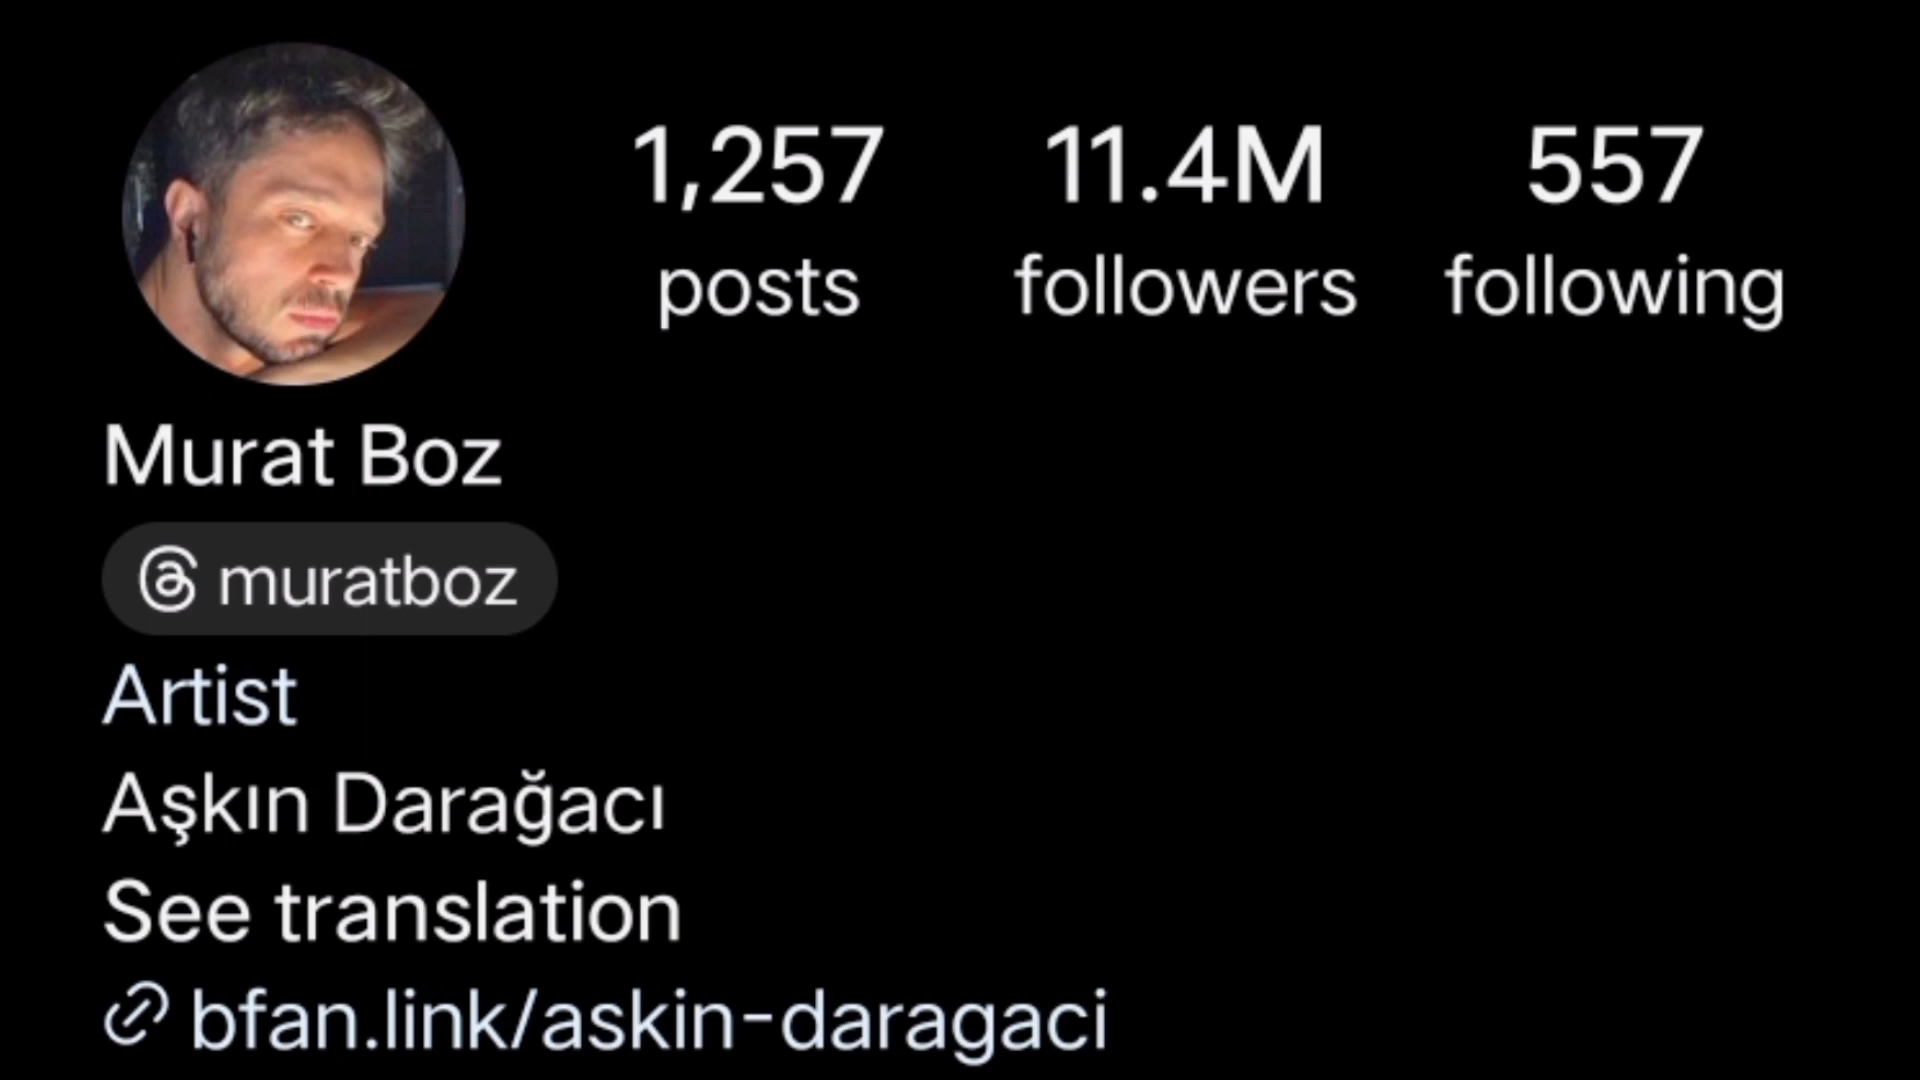 1,257 11.4M 557
posts followers following
Murat Boz
muratboz
Artist
Aşkın Darağacı
See translation
bfan.link/askin-daragaci